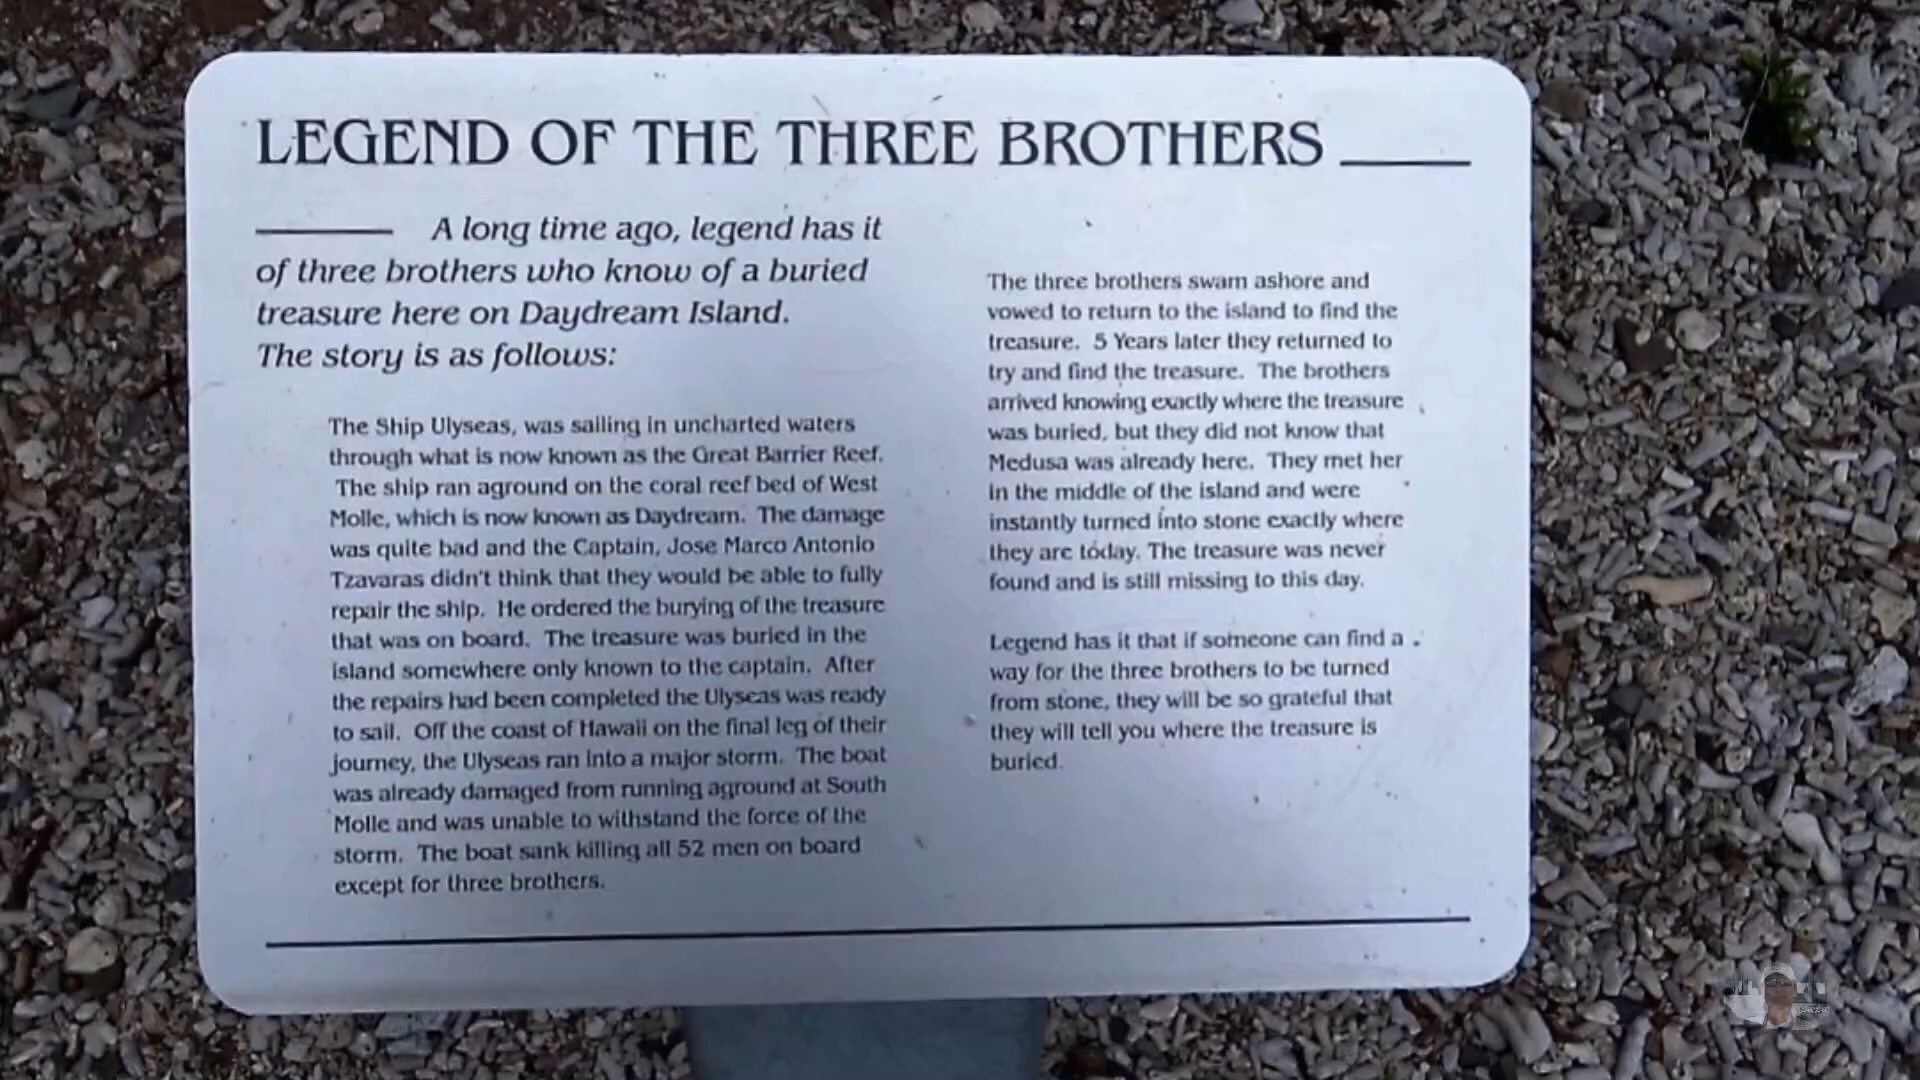 LEGEND OF THE THREE BROTHERS
A long time ago, legend has it
of three brothers who know of a buried
treasure here on Daydream Island.
The story is as follows:
The Ship Ulyseas, was sailing in uncharted waters
through what is now known as the Great Barrier Reef.
The ship ran aground on the coral reef bed of West
Molle, which is now known as Daydream. The damage
was quite bad and the Captain, Jose Marco Antonio
Tzavaras didn't think that they would be able to fully
repair the ship. He ordered the burying of the treasure
that was on board. The treasure was buried in the
island somewhere only known to the captain. After
the repairs had been completed the Ulyseas was ready
to sail. Off the coast of Hawaii on the final leg of their
journey, the Ulyseas ran into a major storm. The boat
was already damaged from running aground at South
Molle and was unable to withstand the force of the
storm. The boat sank killing all 52 men on board
except for three brothers.
The three brothers swam ashore and
vowed to return to the island to find the
treasure. 5 Years later they returned to
try and find the treasure. The brothers
arrived knowing exactly where the treasure
was buried, but they did not know that
Medusa was already here. They met her
in the middle of the island and were
instantly turned into stone exactly where
they are today. The treasure was never
found and is still missing to this day.
Legend has it that if someone can find a
way for the three brothers to be turned
from stone, they will be so grateful that
they will tell you where the treasure is
buried.